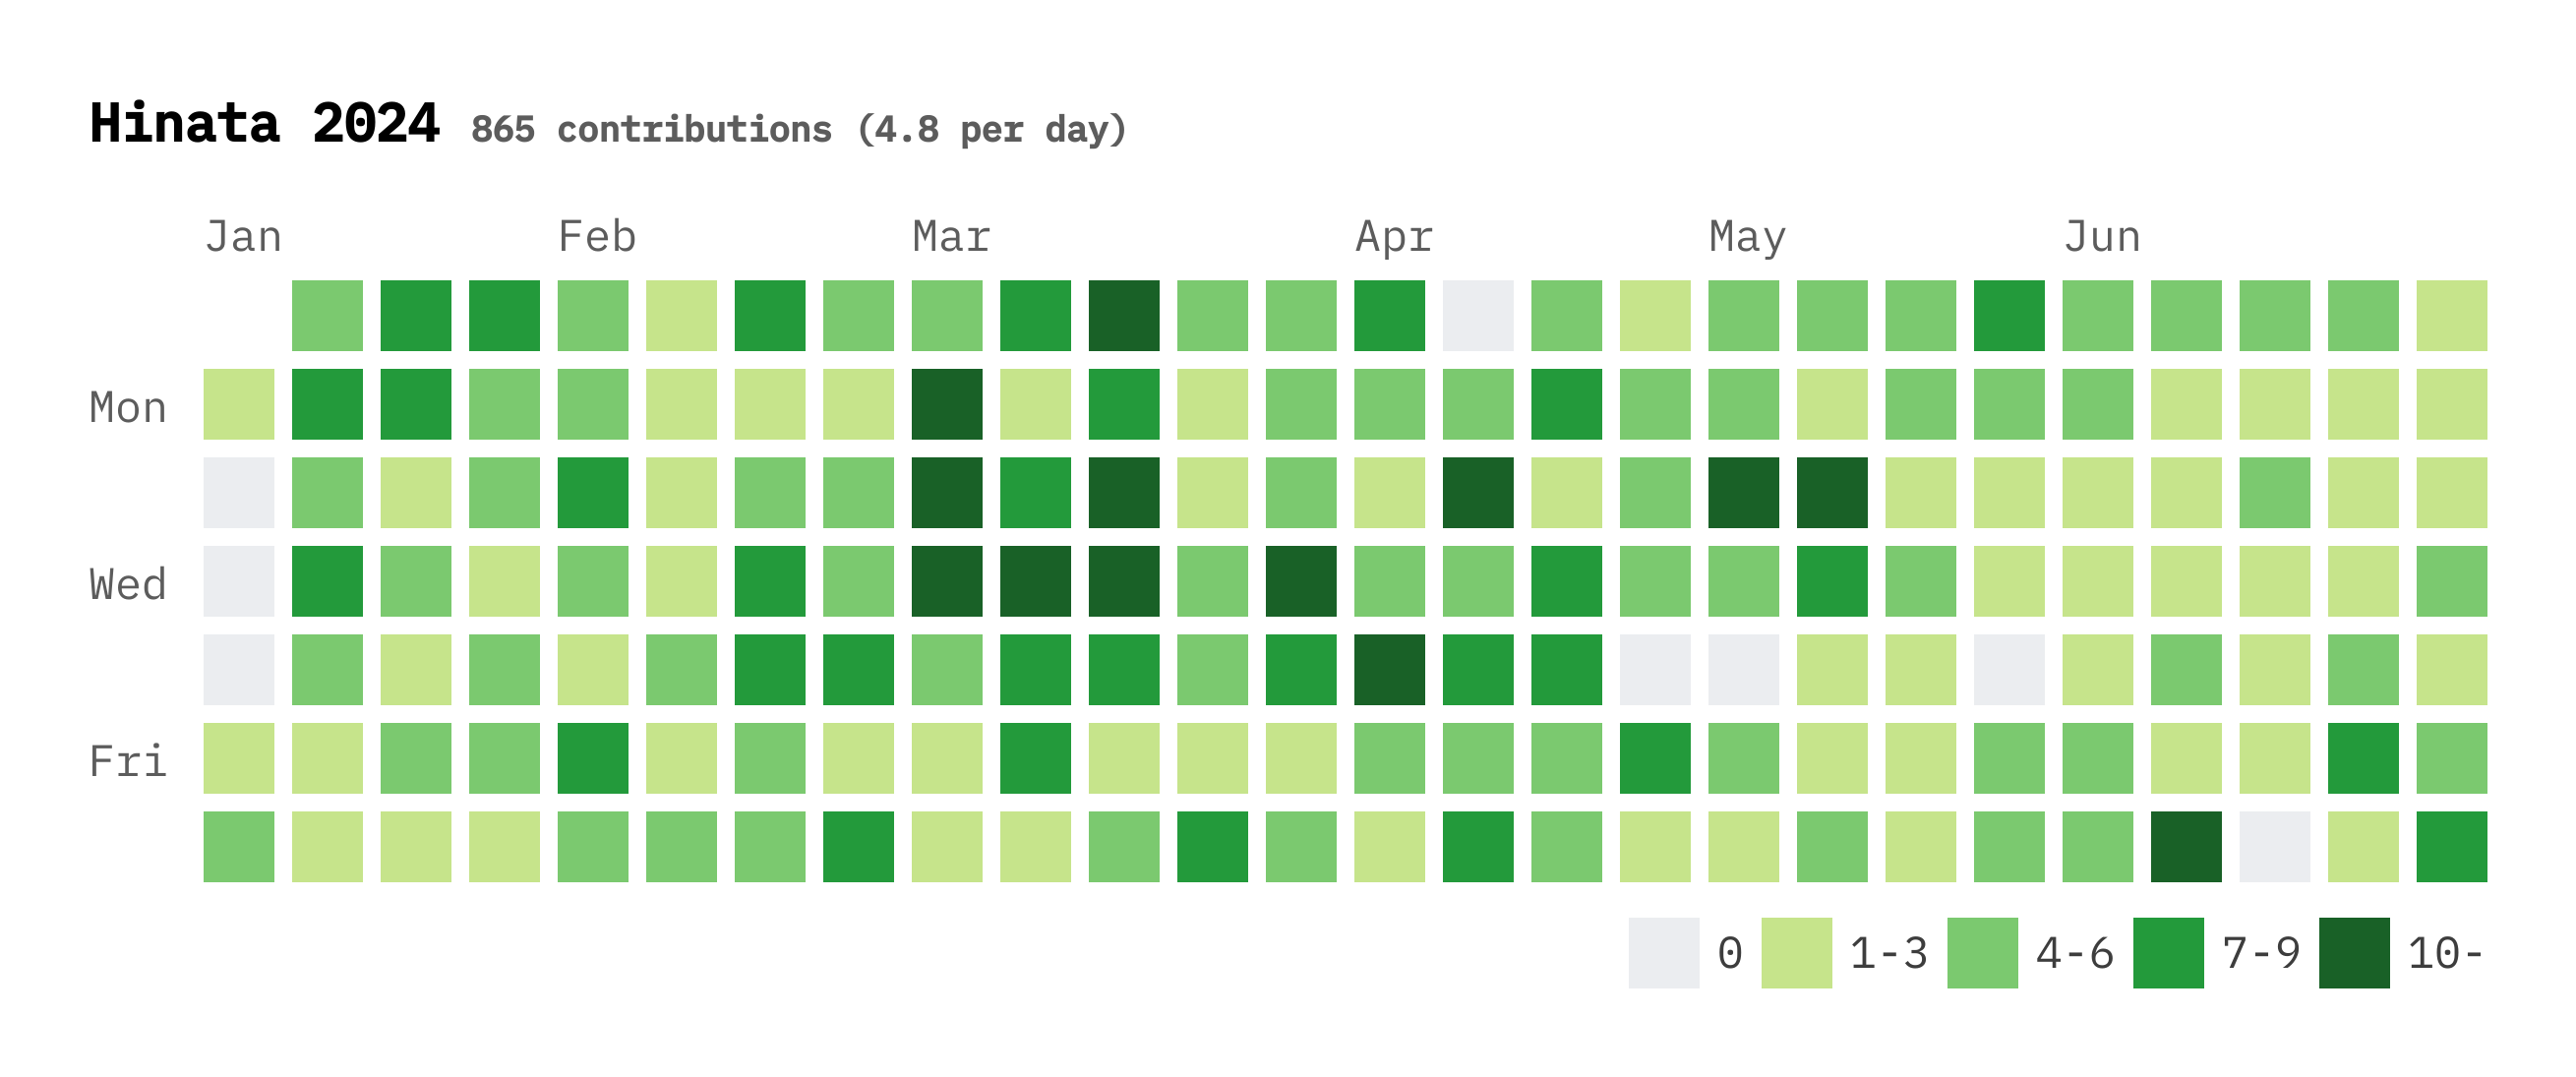 Hinata 2024 865 contributions (4.8 per day)
Jan Feb Mar Apr May Jun
Mon
Wed
Fri
0 1-3 4-6 7-9 10-